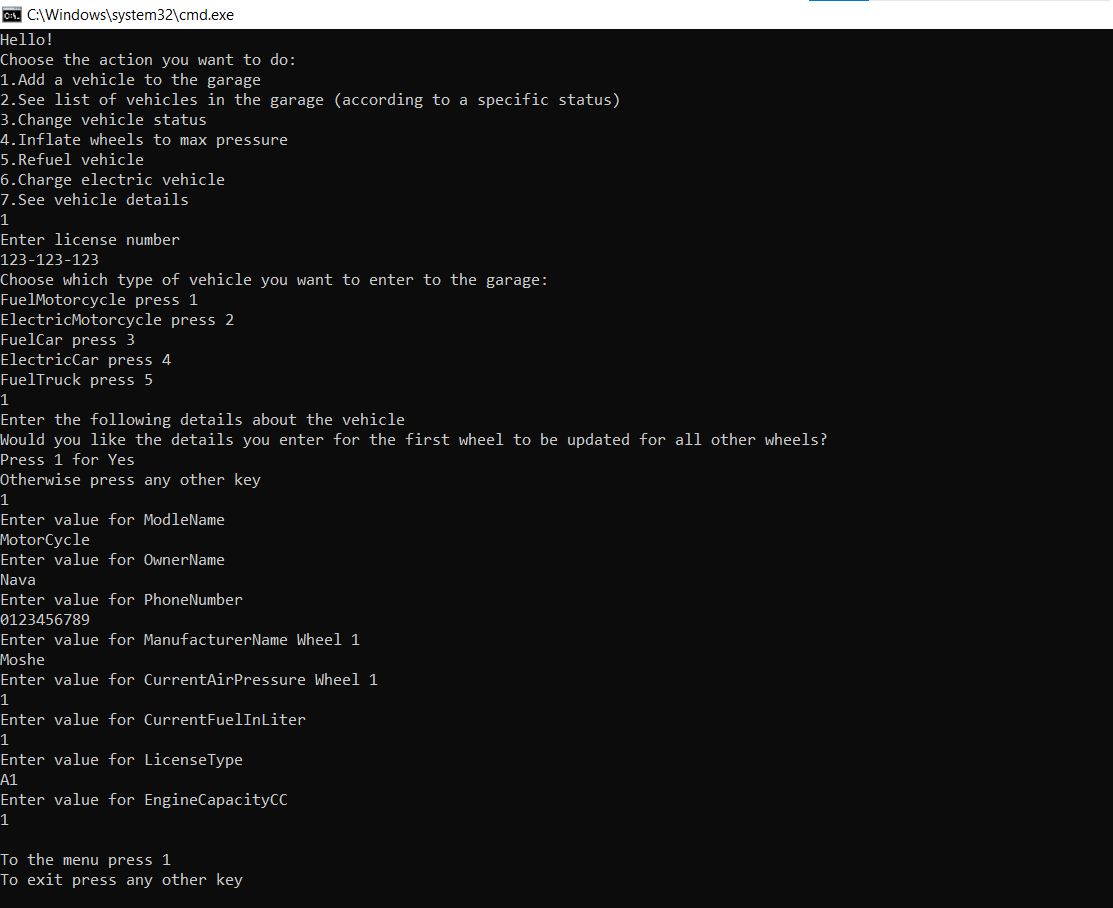 C:\Windows\system32\cmd.exe
Hello!
Choose the action you want to do:
1.Add a vehicle to the garage
2.See list of vehicles in the garage (according to a specific status)
3.Change vehicle status
4.Inflate wheels to max pressure
5.Refuel vehicle
6.Charge electric vehicle
7.See vehicle details
1
Enter license number
123-123-123
Choose which type of vehicle you want to enter to the garage:
FuelMotorcycle press 1
ElectricMotorcycle press 2
FuelCar press 3
ElectricCar press 4
FuelTruck press 5
1
Enter the following details about the vehicle
Would you like the details you enter for the first wheel to be updated for all other wheels?
Press 1 for Yes
Otherwise press any other key
1
Enter value for ModleName
MotorCycle
Enter value for OwnerName
Nava
Enter value for PhoneNumber
0123456789
Enter value for ManufacturerName Wheel 1
Moshe
Enter value for CurrentAirPressure Wheel 1
1
Enter value for CurrentFuelInLiter
1
Enter value for LicenseType
A1
Enter value for EngineCapacityCC
1
To the menu press 1
To exit press any other key